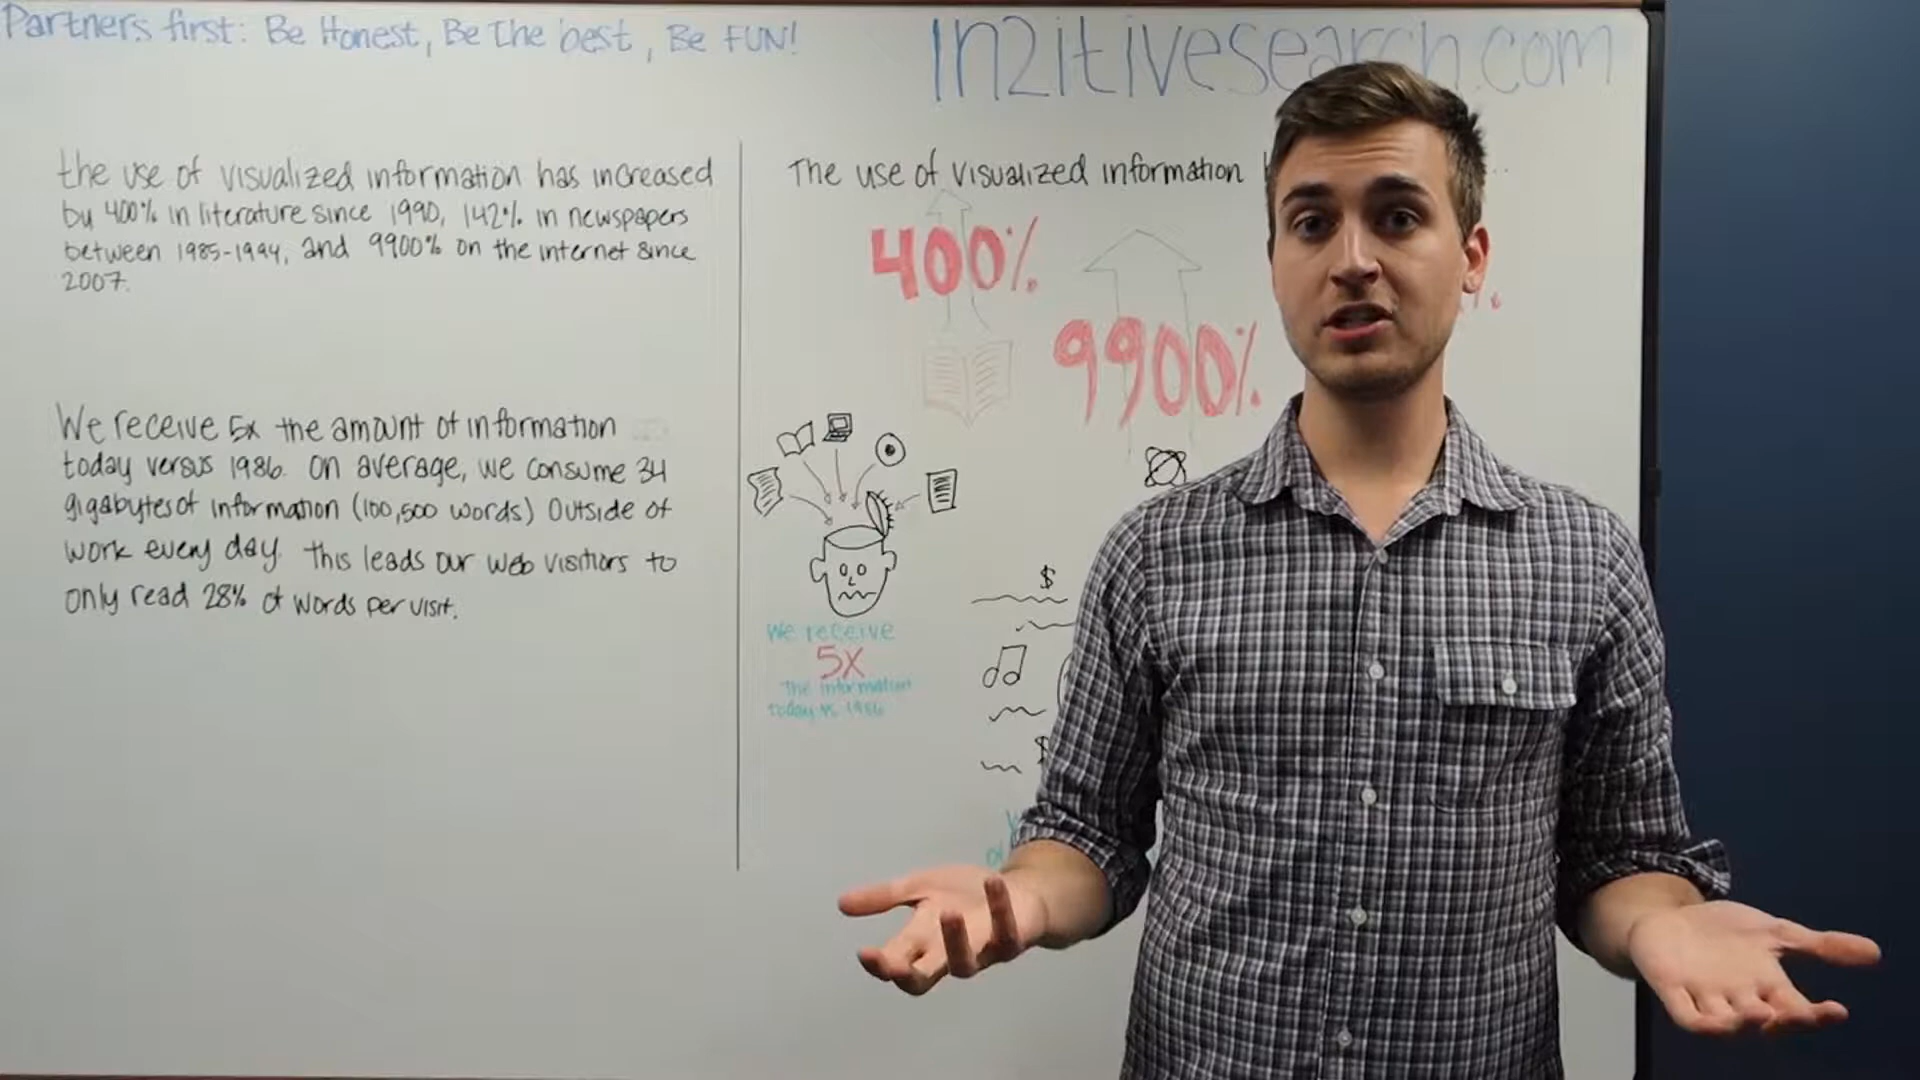 Partners first: Be Honest, Be the best, Be FUN!
In2itivesearch.com
the use of visualized information has increased
by 400% in literature since 1990, 142% in newspapers
between 1985-1994, and 9900% on the internet since
2007.
We receive 5x the amount of information
today versus 1986. On average, we consume 34
gigabytes of information (100,500 words) outside of
work every day. This leads our web visitiors to
only read 28% of words per visit.
The use of visualized information
400%
9900%
%.
$
We receive
5X
The information
today vs 1986
$